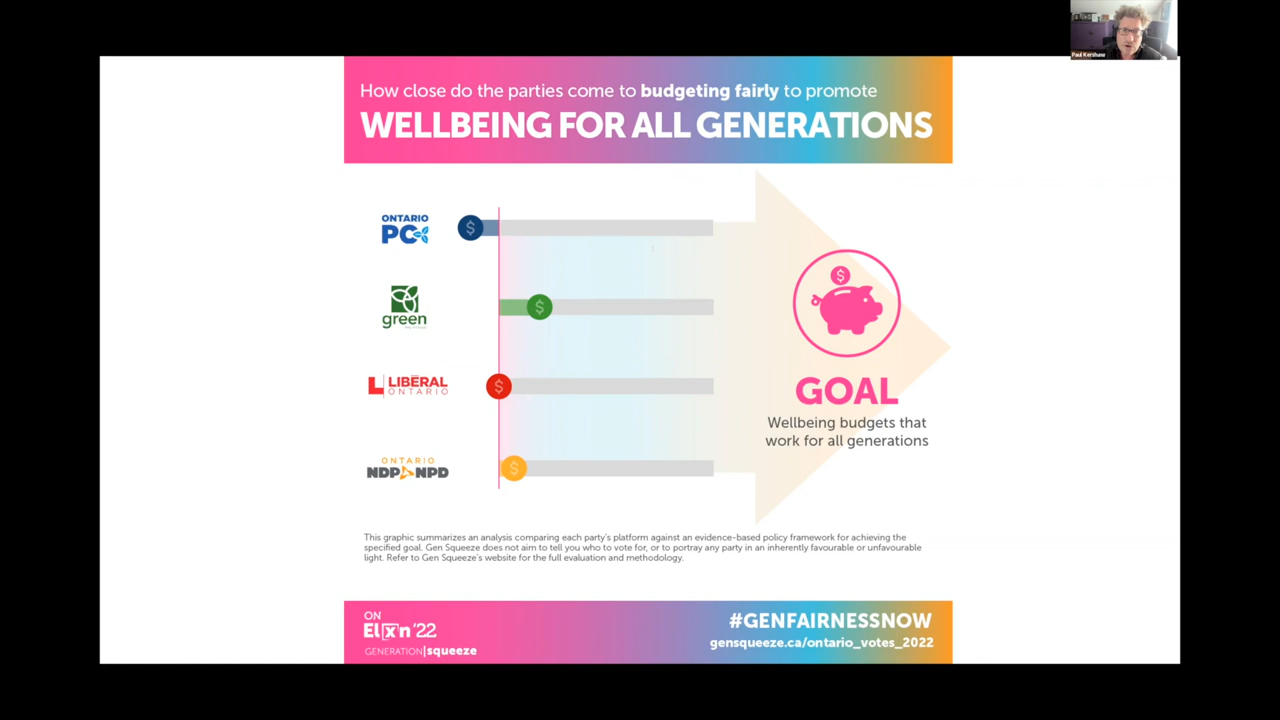 Paul Kershaw
How close do the parties come to budgeting fairly to promote
WELLBEING FOR ALL GENERATIONS
ONTARIO
PC
green
LIBERAL
ONTARIO
ONTARIO
NDP NPD
$
$
$
$
$
GOAL
Wellbeing budgets that
work for all generations
This graphic summarizes an analysis comparing each party's platform against an evidence-based policy framework for achieving the
specified goal. Gen Squeeze does not aim to tell you who to vote for, or to portray any party in an inherently favourable or unfavourable
light. Refer to Gen Squeeze's website for the full evaluation and methodology.
ON
El[x]n '22
GENERATION|squeeze
#GENFAIRNESSNOW
gensqueeze.ca/ontario_votes_2022